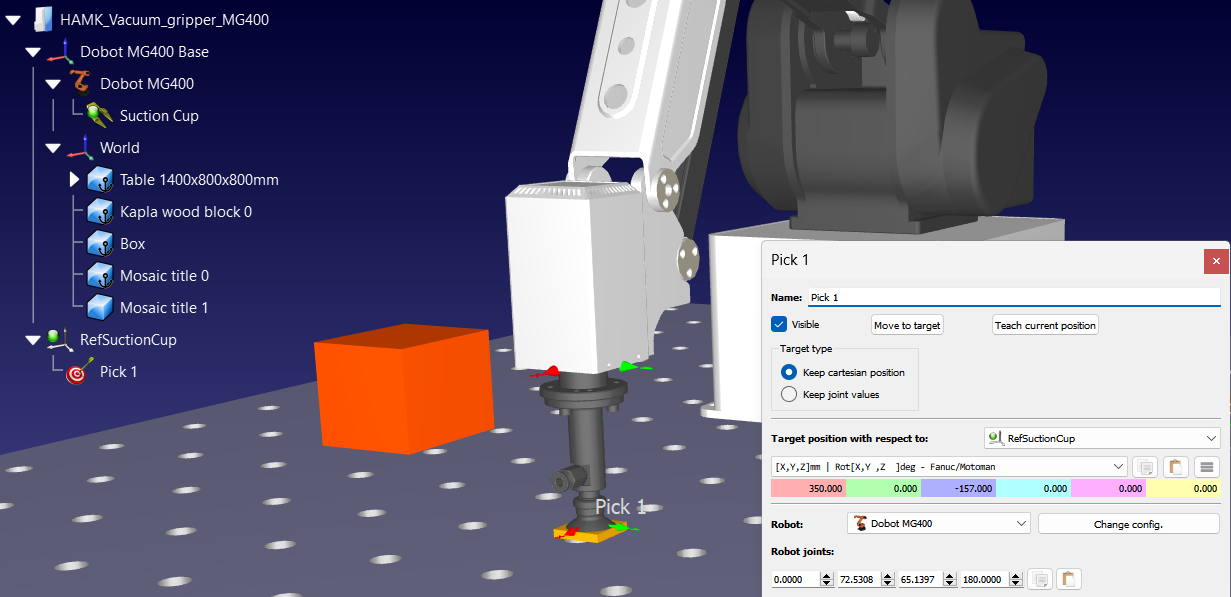 HAMK_Vacuum_gripper_MG400
Dobot MG400 Base
Dobot MG400
Suction Cup
World
Table 1400x800x800mm
Kapla wood block 0
Box
Mosaic title 0
Mosaic title 1
RefSuctionCup
Pick 1
Pick 1
Pick 1
Name: Pick 1
Visible Move to target Teach current position
Target type
Keep cartesian position
Keep joint values
Target position with respect to: RefSuctionCup
[X,Y,Z]mm | Rot[X,Y ,Z ]deg - Fanuc/Motoman
350.000 0.000 -157.000 0.000 0.000 0.000
Robot: Dobot MG400 Change config.
Robot joints:
0.0000 72.5308 65.1397 180.0000